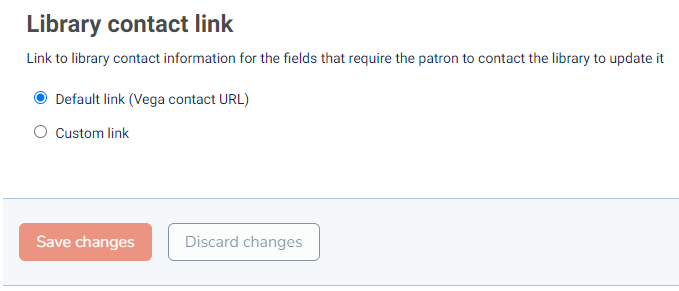 Library contact link
Link to library contact information for the fields that require the patron to contact the library to update it
Default link (Vega contact URL)
Custom link
Save changes
Discard changes